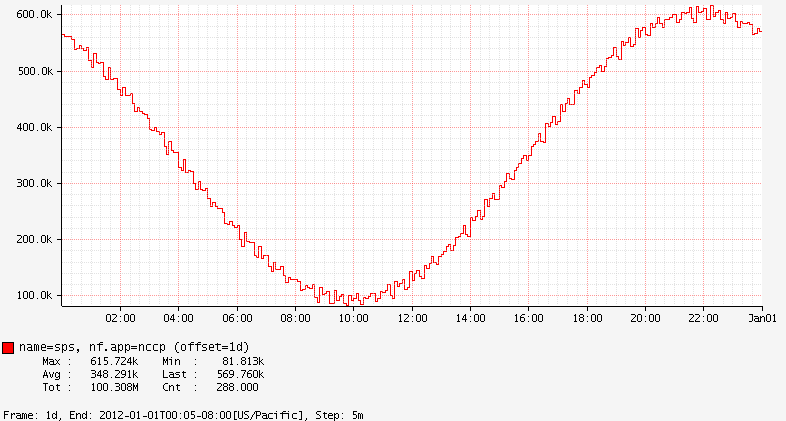 600.0k
500.0k
400.0k
300.0k
200.0k
100.0k
02:00 04:00 06:00 08:00 10:00 12:00 14:00 16:00 18:00 20:00 22:00 Jan01
name=sps, nf.app=nccp (offset=1d)
Max : 615.724k Min : 81.813k
Avg : 348.291k Last : 569.760k
Tot : 100.308M Cnt : 288.000
Frame: 1d, End: 2012-01-01T00:05-08:00[US/Pacific], Step: 5m